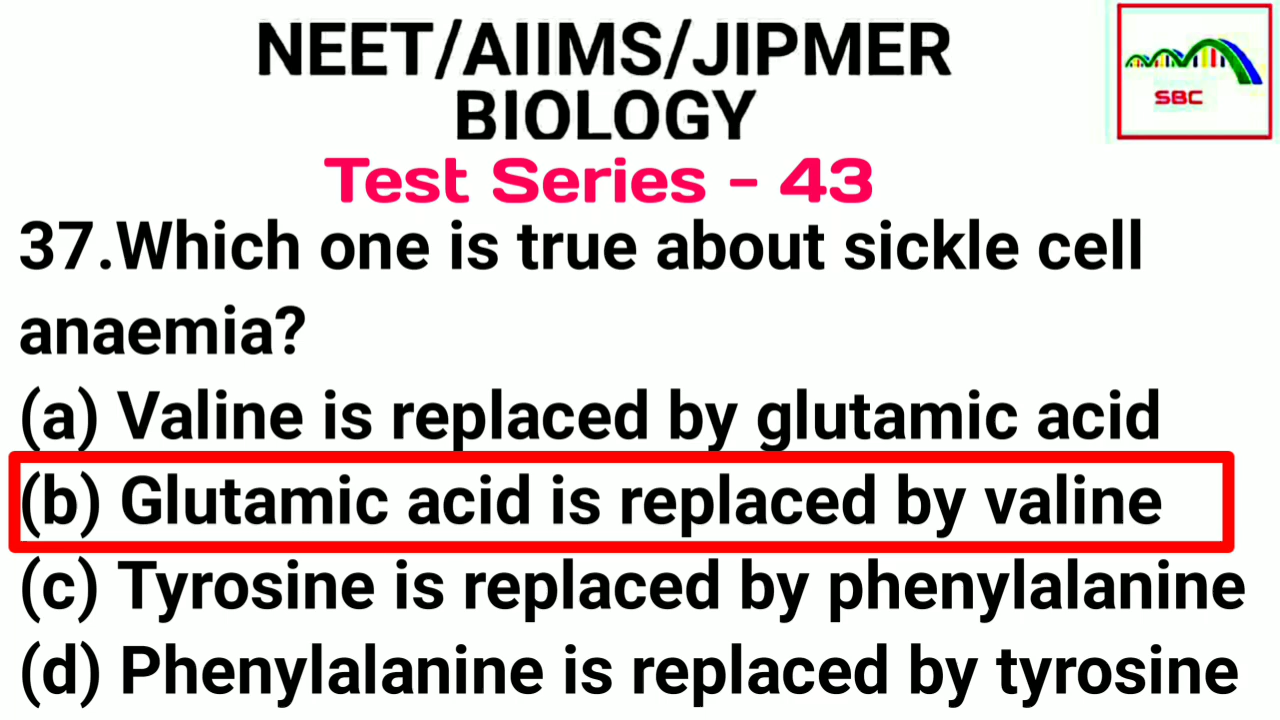 NEET/AIIMS/JIPMER
BIOLOGY
SBC
Test Series - 43
37.Which one is true about sickle cell
anaemia?
(a) Valine is replaced by glutamic acid
(b) Glutamic acid is replaced by valine
(c) Tyrosine is replaced by phenylalanine
(d) Phenylalanine is replaced by tyrosine